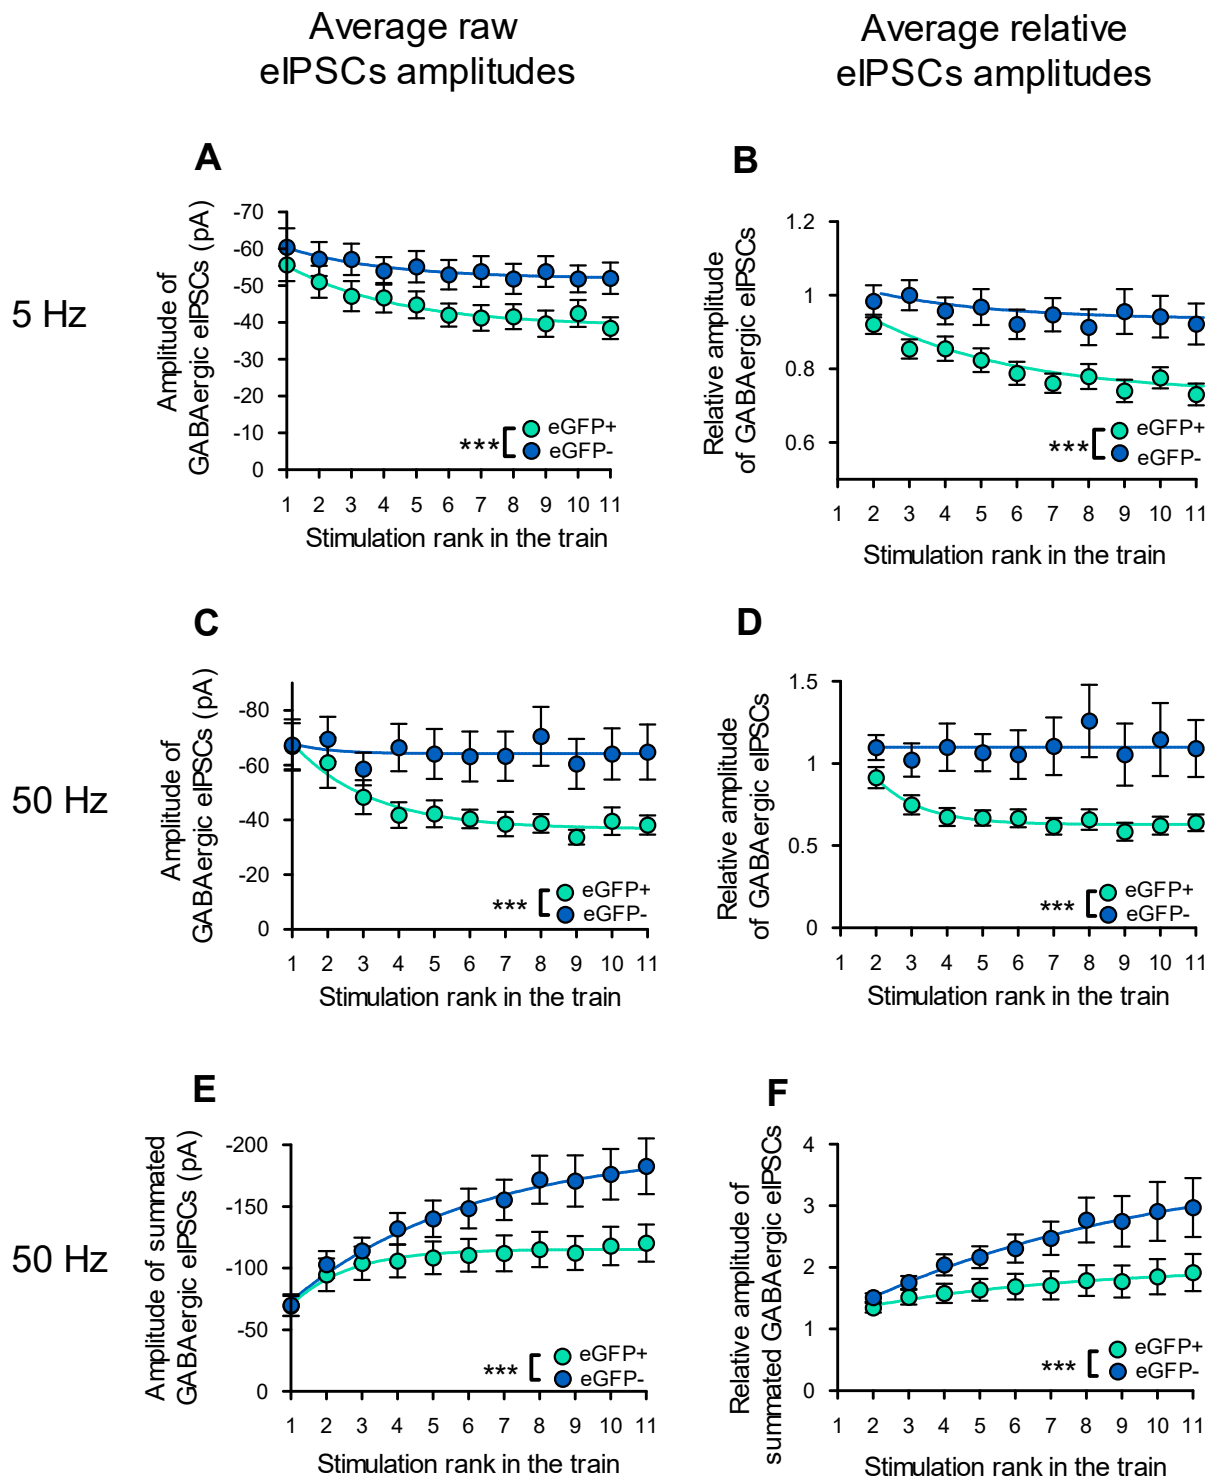 Average raw
eIPSCs amplitudes
Average relative
eIPSCs amplitudes
5 Hz
A
Amplitude of
GABAergic eIPSCs (pA)
-70
-60
-50
-40
-30
-20
-10
0
*** eGFP+
eGFP-
1 2 3 4 5 6 7 8 9 10 11
Stimulation rank in the train
B
Relative amplitude
of GABAergic eIPSCs
1.2
1
0.8
0.6
*** eGFP+
eGFP-
1 2 3 4 5 6 7 8 9 10 11
Stimulation rank in the train
50 Hz
C
Amplitude of
GABAergic eIPSCs (pA)
-80
-60
-40
-20
0
*** eGFP+
eGFP-
1 2 3 4 5 6 7 8 9 10 11
Stimulation rank in the train
D
Relative amplitude
of GABAergic eIPSCs
1.5
1
0.5
0
*** eGFP+
eGFP-
1 2 3 4 5 6 7 8 9 10 11
Stimulation rank in the train
50 Hz
E
Amplitude of summated
GABAergic eIPSCs (pA)
-200
-150
-100
-50
0
*** eGFP+
eGFP-
1 2 3 4 5 6 7 8 9 10 11
Stimulation rank in the train
F
Relative amplitude of
summated GABAergic eIPSCs
4
3
2
1
0
*** eGFP+
eGFP-
1 2 3 4 5 6 7 8 9 10 11
Stimulation rank in the train